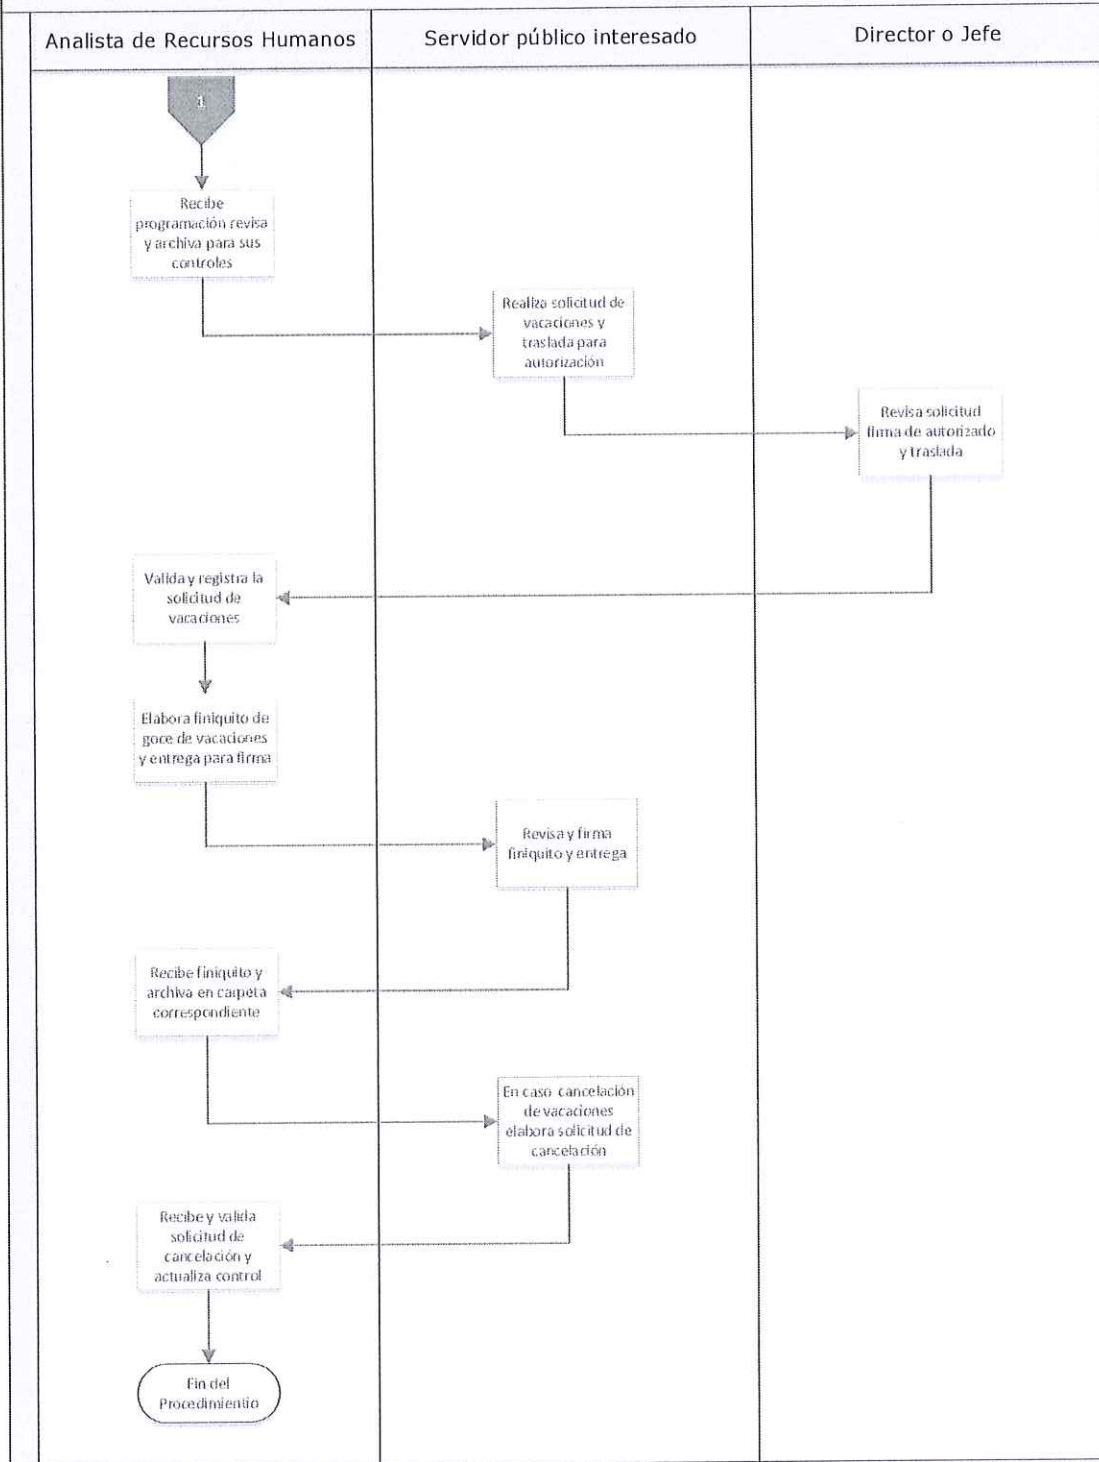 Analista de Recursos Humanos
Servidor público interesado
Director o Jefe
1
Recibe
programación revisa
y archiva para sus
controles
Realiza solicitud de
vacaciones y
traslada para
autorización
Revisa solicitud
firma de autorizado
y traslada
Valida y registra la
solicitud de
vacaciones
Elabora finiquito de
goce de vacaciones
y entrega para firma
Revisa y firma
finiquito y entrega
Recibe finiquito y
archiva en carpeta
correspondiente
En caso cancelación
de vacaciones
elabora solicitud de
cancelación
Recibe y valida
solicitud de
cancelación y
actualiza control
Fin del
Procedimientio